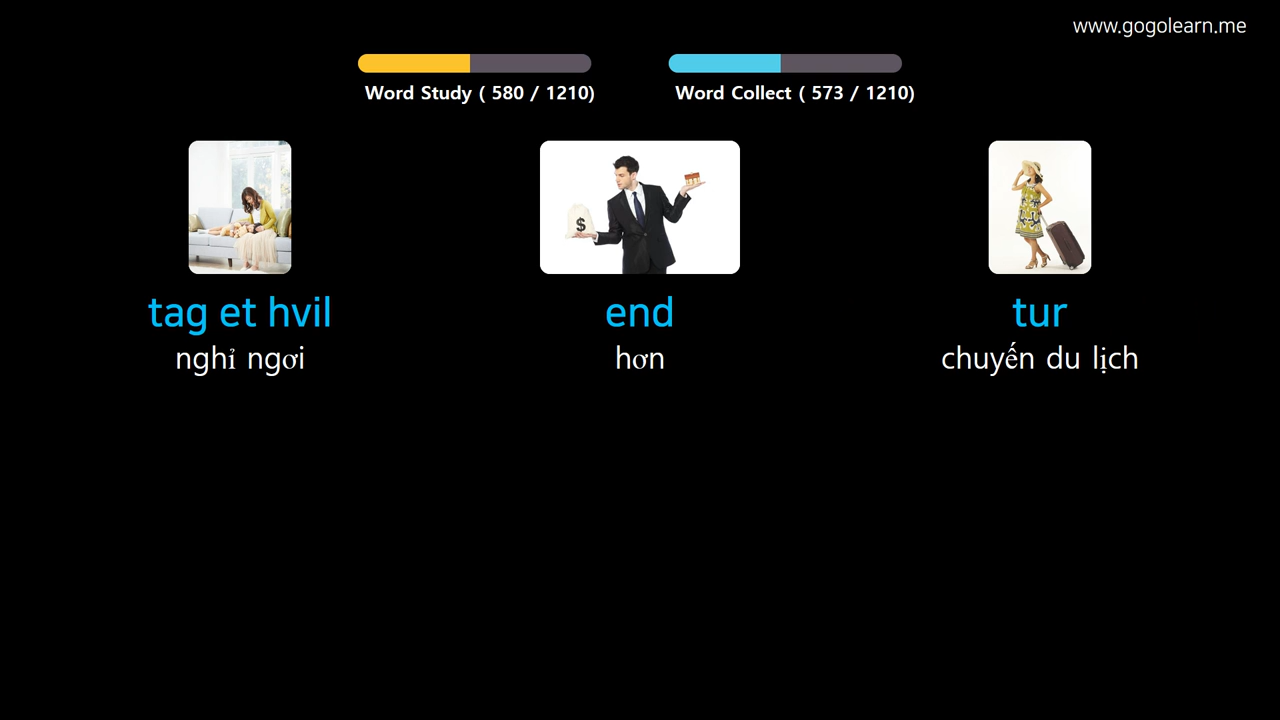 www.gogolearn.me
Word Study ( 580 / 1210)
Word Collect ( 573 / 1210)
$
tag et hvil
end
tur
nghỉ ngơi
hơn
chuyến du lịch